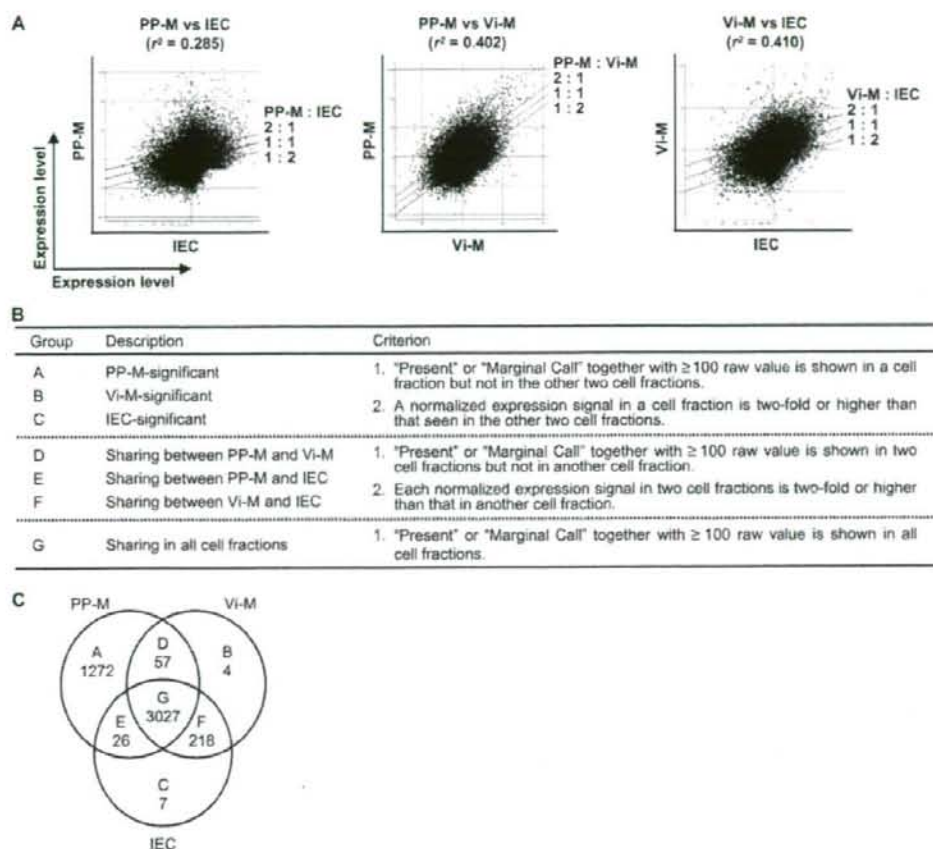 A
PP-M vs IEC
(r² = 0.285)
PP-M
PP-M : IEC
2 : 1
1 : 1
1 : 2
IEC
Expression level
Expression level
PP-M vs Vi-M
(r² = 0.402)
PP-M
PP-M : Vi-M
2 : 1
1 : 1
1 : 2
Vi-M
Vi-M vs IEC
(r² = 0.410)
Vi-M
Vi-M : IEC
2 : 1
1 : 1
1 : 2
IEC
B
Group Description Criterion
A PP-M-significant
B Vi-M-significant
C IEC-significant
1. "Present" or "Marginal Call" together with ≥ 100 raw value is shown in a cell
fraction but not in the other two cell fractions.
2. A normalized expression signal in a cell fraction is two-fold or higher than
that seen in the other two cell fractions.
D Sharing between PP-M and Vi-M
E Sharing between PP-M and IEC
F Sharing between Vi-M and IEC
1. "Present" or "Marginal Call" together with ≥ 100 raw value is shown in two
cell fractions but not in another cell fraction.
2. Each normalized expression signal in two cell fractions is two-fold or higher
than that in another cell fraction.
G Sharing in all cell fractions
1. "Present" or "Marginal Call" together with ≥ 100 raw value is shown in all
cell fractions.
C
PP-M Vi-M
A
1272
D
57
B
4
G
3027
E
26
F
218
C
7
IEC